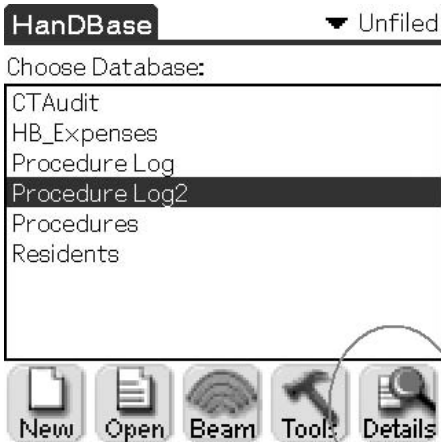 HanDBase Unfiled
Choose Database:
CTAudit
HB_Expenses
Procedure Log
Procedure Log2
Procedures
Residents
New Open Beam Tools Details